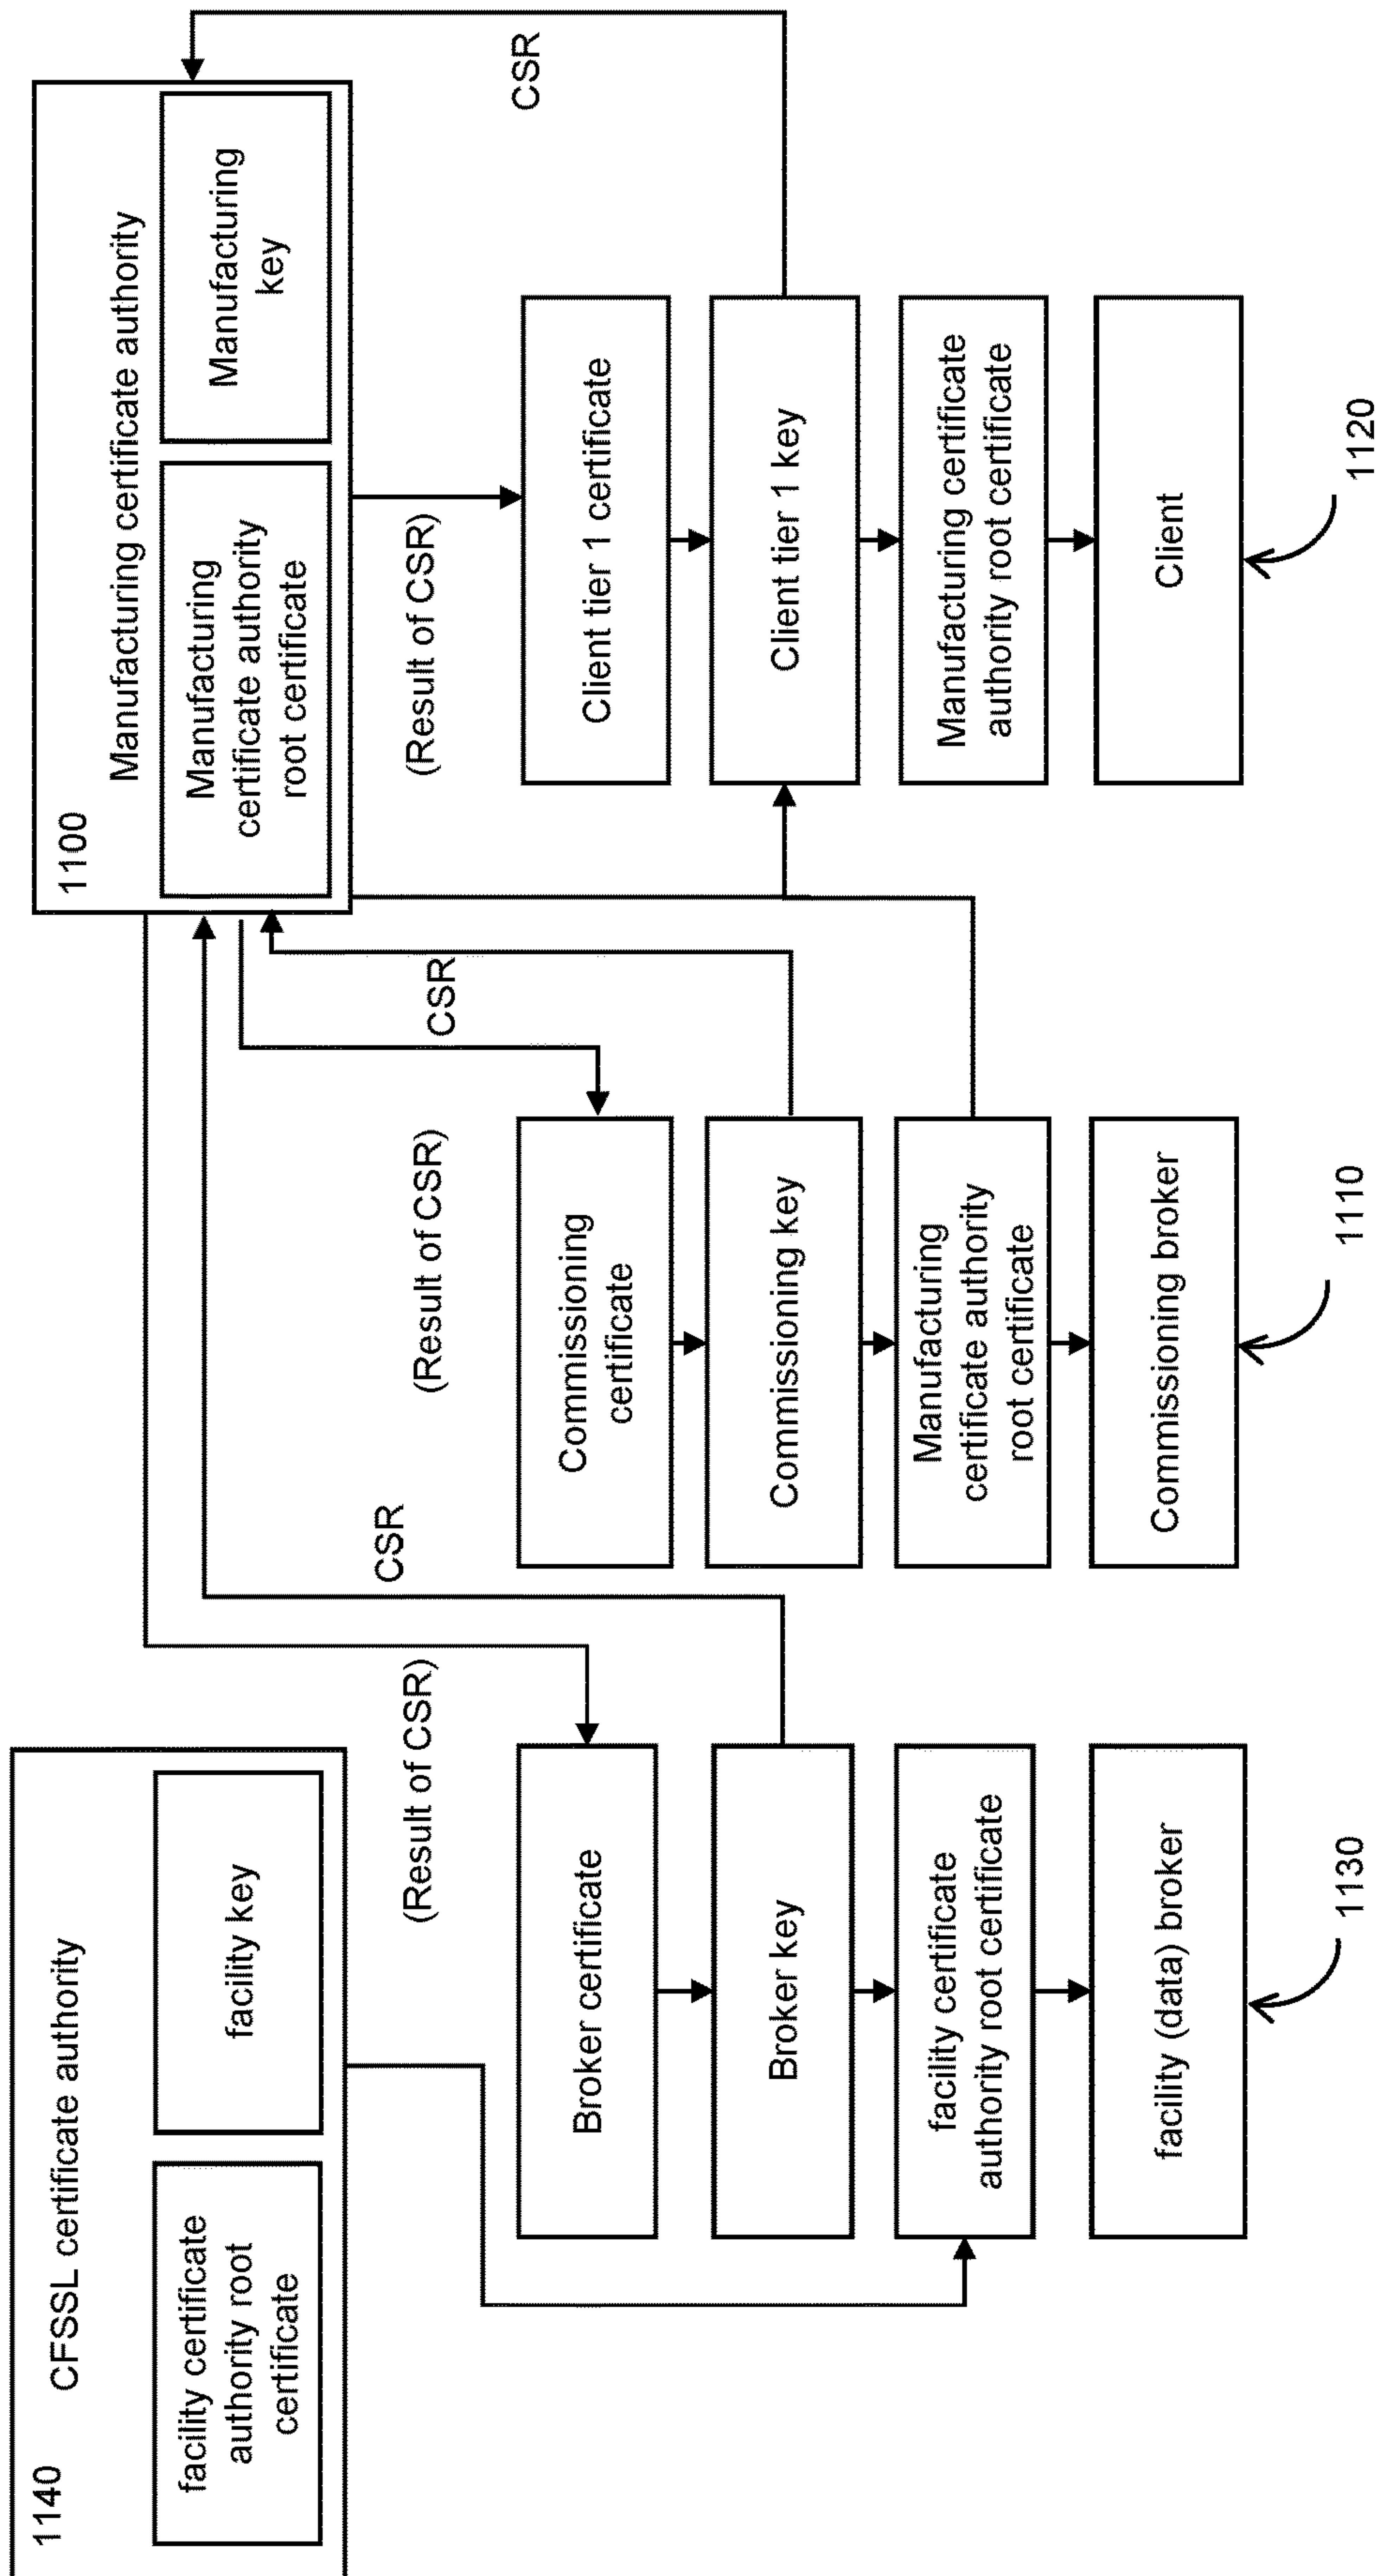 1140
CFSSL certificate authority
facility certificate
authority root
certificate
facility key
1100
Manufacturing certificate authority
Manufacturing
certificate authority
root certificate
Manufacturing
key
(Result of CSR)
CSR
(Result of CSR)
CSR
(Result of CSR)
CSR
Broker certificate
Broker key
facility certificate
authority root certificate
facility (data) broker
1130
Commissioning
certificate
Commissioning key
Manufacturing
certificate authority
root certificate
Commissioning broker
1110
Client tier 1 certificate
Client tier 1 key
Manufacturing certificate
authority root certificate
Client
1120